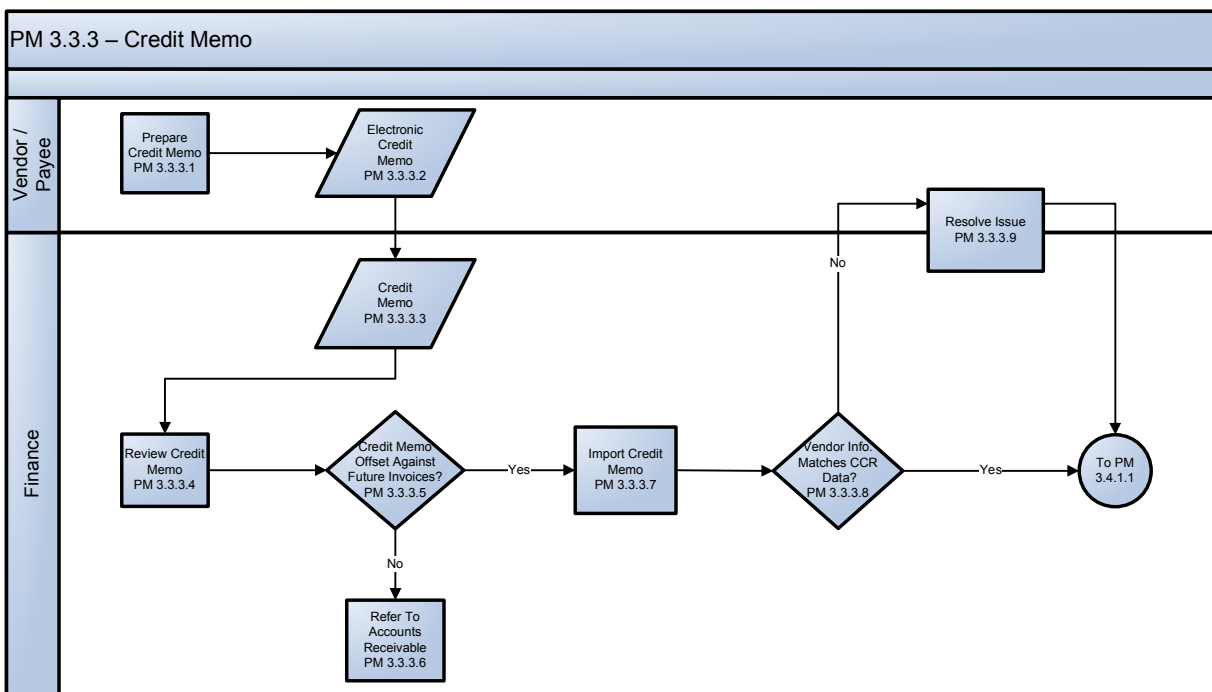 PM 3.3.3 – Credit Memo
Vendor /
Payee
Prepare
Credit Memo
PM 3.3.3.1
Electronic
Credit
Memo
PM 3.3.3.2
Resolve Issue
PM 3.3.3.9
No
Finance
Credit
Memo
PM 3.3.3.3
Review Credit
Memo
PM 3.3.3.4
Credit Memo
Offset Against
Future Invoices?
PM 3.3.3.5
Yes
Import Credit
Memo
PM 3.3.3.7
Vendor Info.
Matches CCR
Data?
PM 3.3.3.8
Yes
To PM
3.4.1.1
No
Refer To
Accounts
Receivable
PM 3.3.3.6